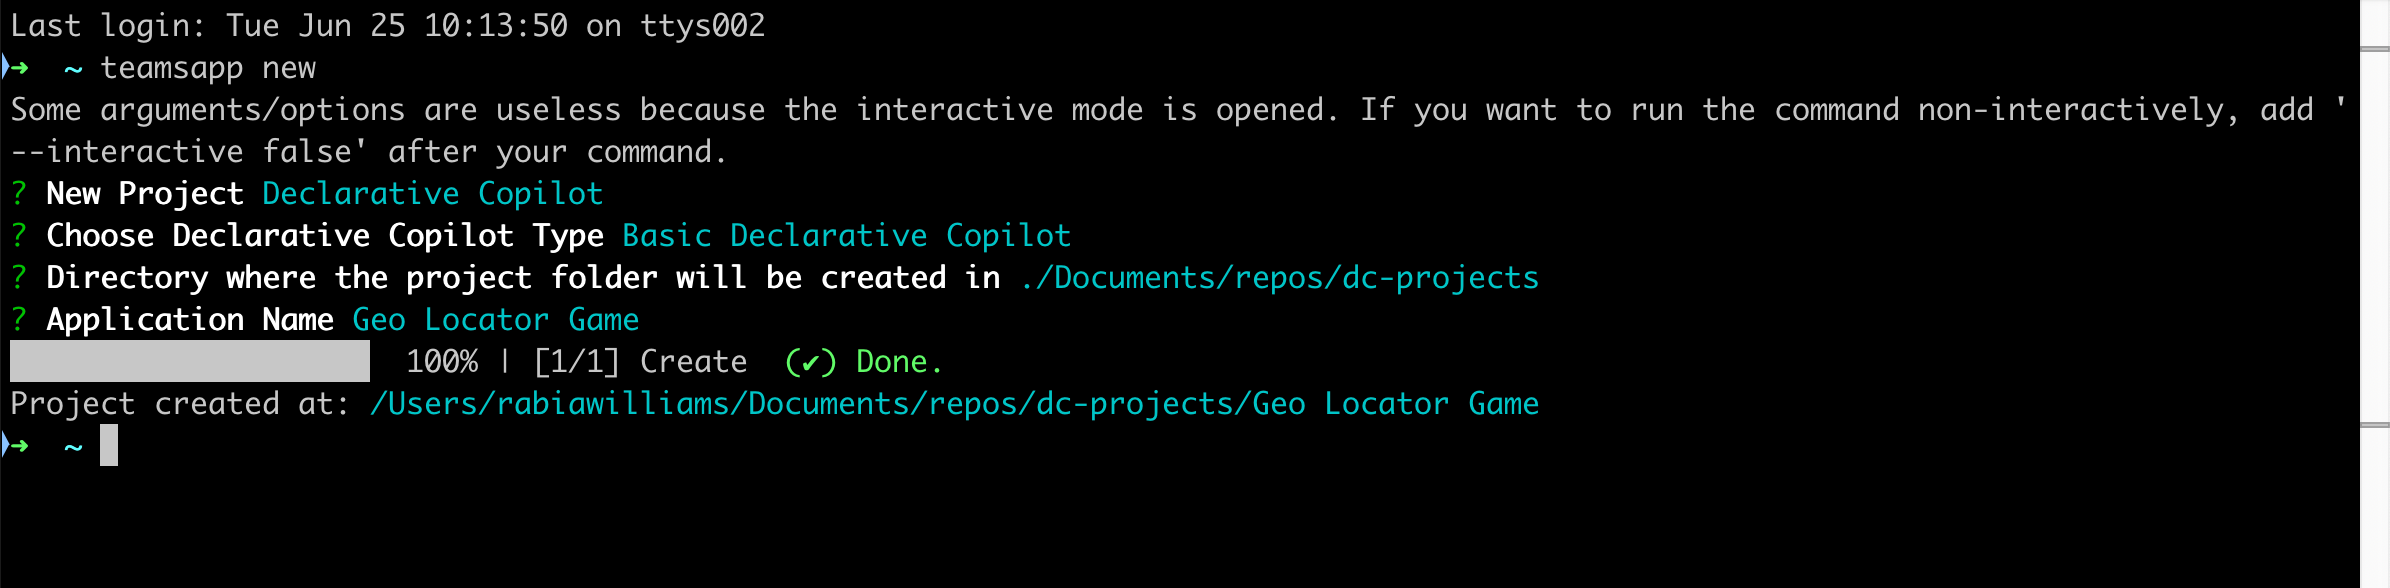 Last login: Tue Jun 25 10:13:50 on ttys002
➜  ~ teamsapp new
Some arguments/options are useless because the interactive mode is opened. If you want to run the command non-interactively, add '
--interactive false' after your command.
? New Project Declarative Copilot
? Choose Declarative Copilot Type Basic Declarative Copilot
? Directory where the project folder will be created in ./Documents/repos/dc-projects
? Application Name Geo Locator Game
100% | [1/1] Create  (✔) Done.
Project created at: /Users/rabiawilliams/Documents/repos/dc-projects/Geo Locator Game
➜  ~